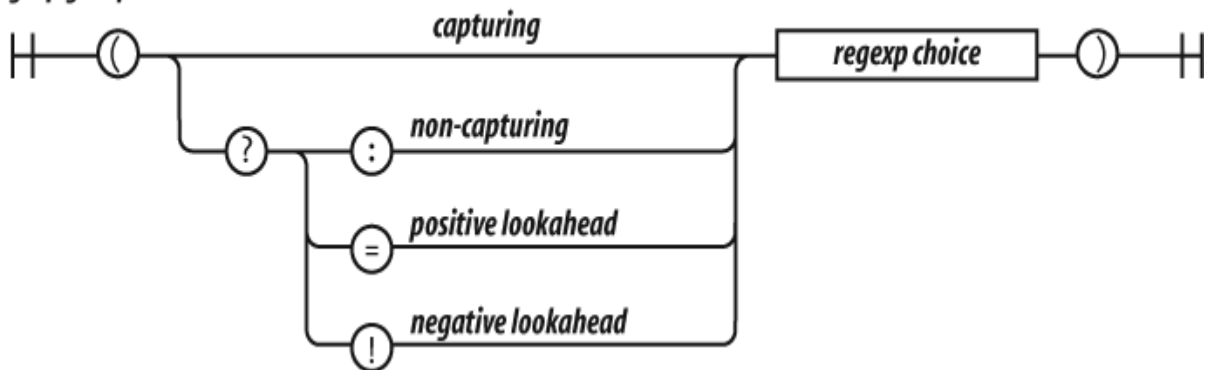 capturing
( regexp choice )
non-capturing
? :
positive lookahead
=
negative lookahead
!